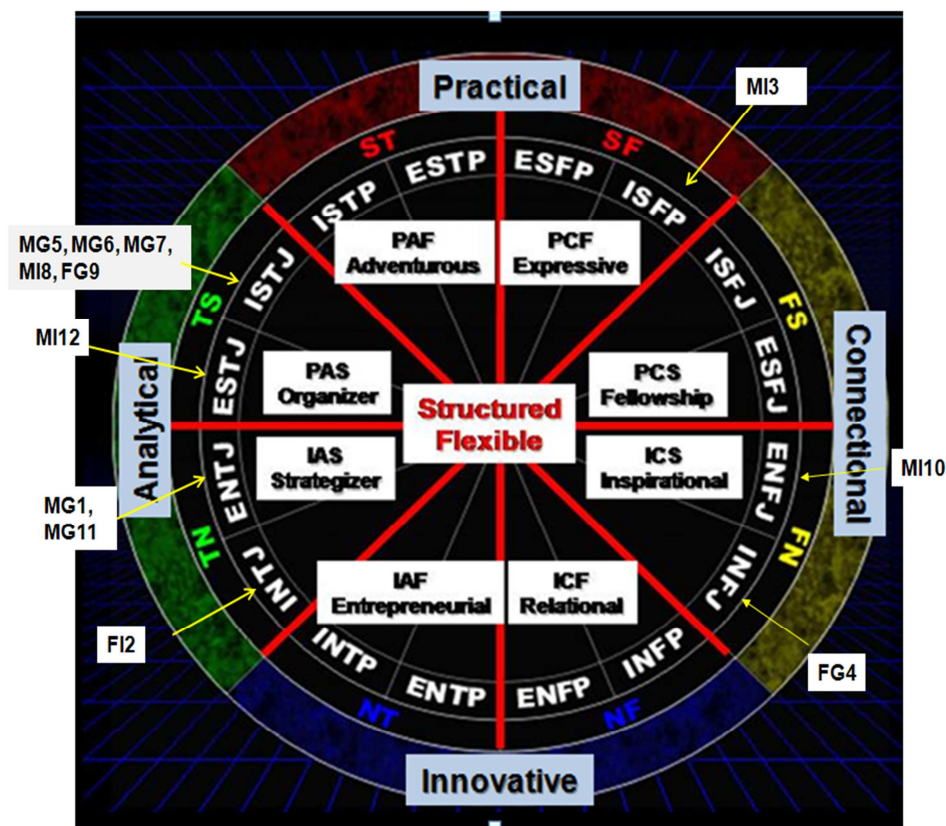 Practical
MI3
ST
SF
ESTP
ESFP
ISTP
ISFP
PAF
Adventurous
PCF
Expressive
MG5, MG6, MG7,
MI8, FG9
ISTJ
ISFJ
TS
FS
MI12
ESTJ
ESFJ
PAS
Organizer
PCS
Fellowship
Analytical
Structured
Flexible
Connectional
IAS
Strategizer
ICS
Inspirational
MI10
ENTJ
ENFJ
MG1,
MG11
TN
FN
INTJ
INFJ
IAF
Entrepreneurial
ICF
Relational
FI2
FG4
INTP
INFP
ENTP
ENFP
NT
NF
Innovative